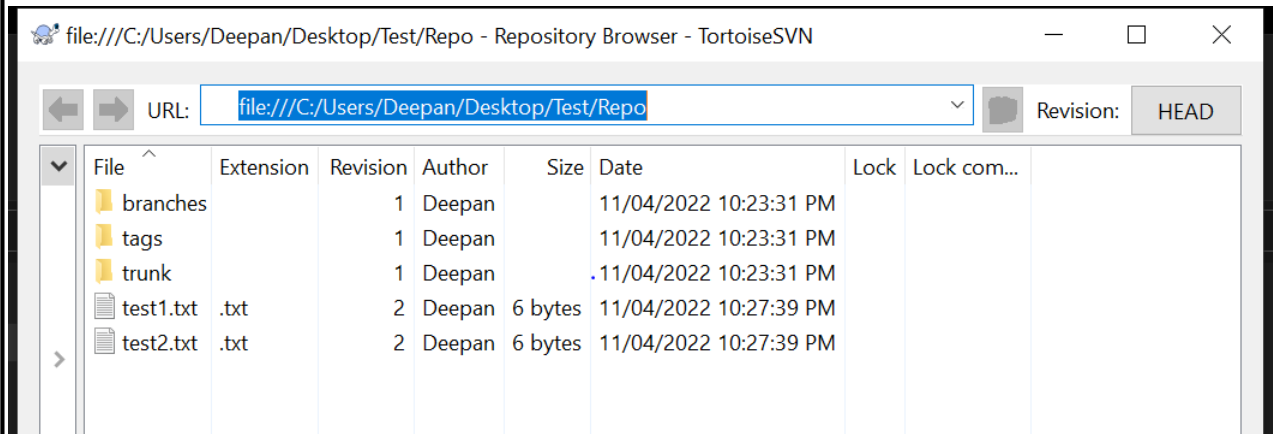 file:///C:/Users/Deepan/Desktop/Test/Repo - Repository Browser - TortoiseSVN
URL: file:///C:/Users/Deepan/Desktop/Test/Repo Revision: HEAD
File Extension Revision Author Size Date Lock Lock com...
branches 1 Deepan 11/04/2022 10:23:31 PM
tags 1 Deepan 11/04/2022 10:23:31 PM
trunk 1 Deepan 11/04/2022 10:23:31 PM
test1.txt .txt 2 Deepan 6 bytes 11/04/2022 10:27:39 PM
test2.txt .txt 2 Deepan 6 bytes 11/04/2022 10:27:39 PM